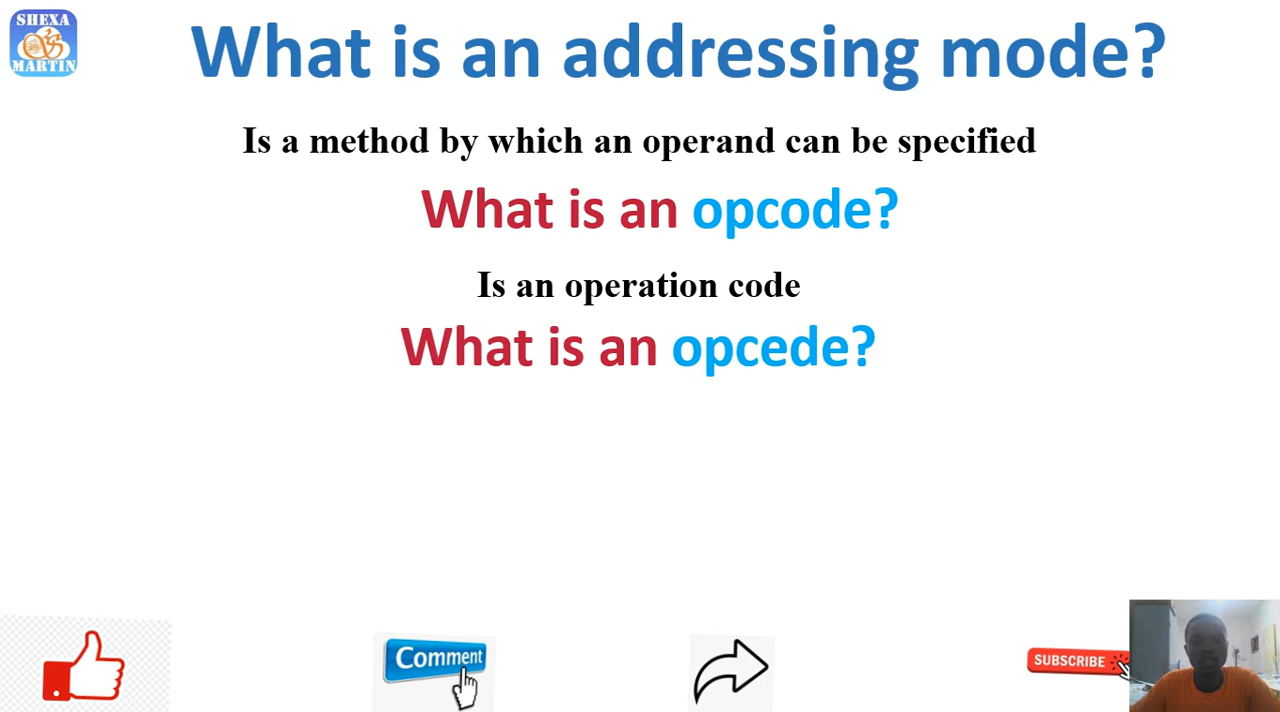 SHEXA
MARTIN
What is an addressing mode?
Is a method by which an operand can be specified
What is an opcode?
Is an operation code
What is an opcede?
Comment
SUBSCRIBE